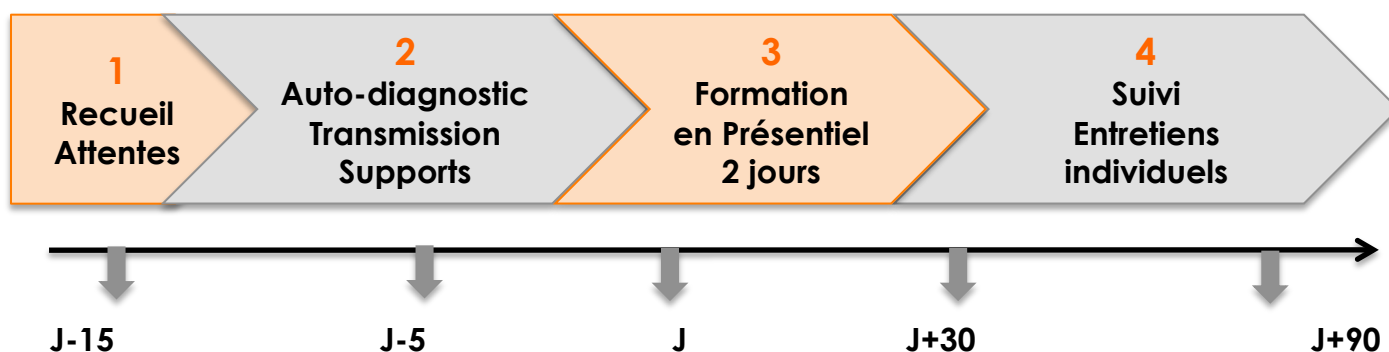 1
Recueil
Attentes
2
Auto-diagnostic
Transmission
Supports
3
Formation
en Présentiel
2 jours
4
Suivi
Entretiens
individuels
J-15
J-5
J
J+30
J+90